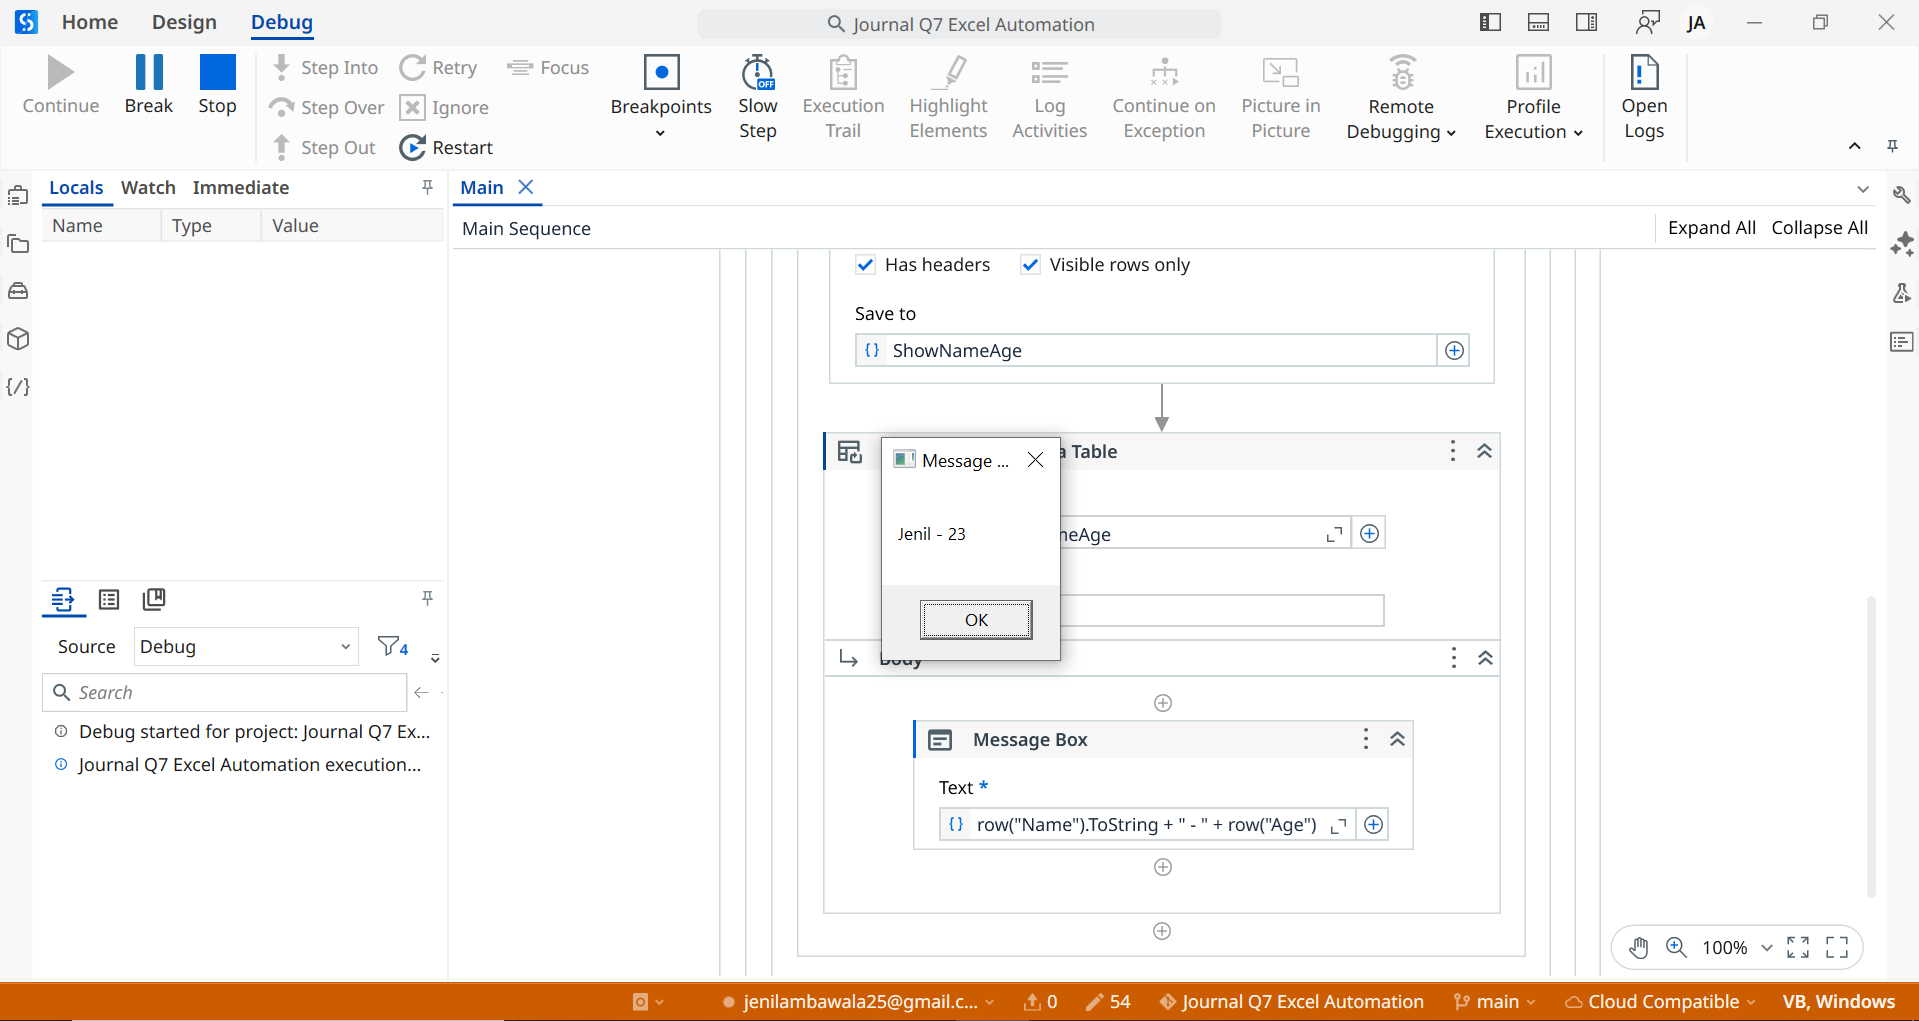 Home Design Debug Journal Q7 Excel Automation JA
Continue Break Stop Step Into Retry Focus
Step Over Ignore
Step Out Restart
Breakpoints Slow Step Execution Trail Highlight Elements Log Activities Continue on Exception Picture in Picture Remote Debugging Profile Execution Open Logs
Locals Watch Immediate
Name Type Value
Main
Main Sequence Expand All Collapse All
Has headers Visible rows only
Save to
ShowNameAge
a Table
Message ...
Jenil - 23
OK
neAge
Body
Message Box
Text *
row("Name").ToString + " - " + row("Age")
Source Debug 4
Search
Debug started for project: Journal Q7 Ex...
Journal Q7 Excel Automation execution...
100%
jenilambawala25@gmail.c... 0 54 Journal Q7 Excel Automation main Cloud Compatible VB, Windows